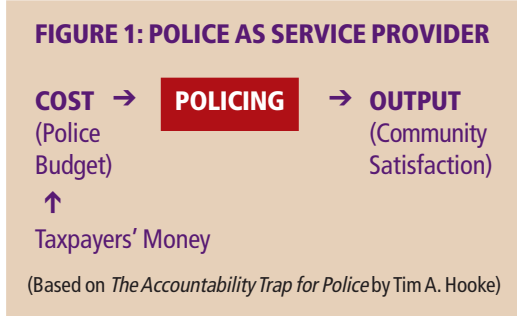 FIGURE 1: POLICE AS SERVICE PROVIDER
COST → POLICING → OUTPUT
(Police
Budget)
(Community
Satisfaction)
↑
Taxpayers' Money
(Based on The Accountability Trap for Police by Tim A. Hooke)